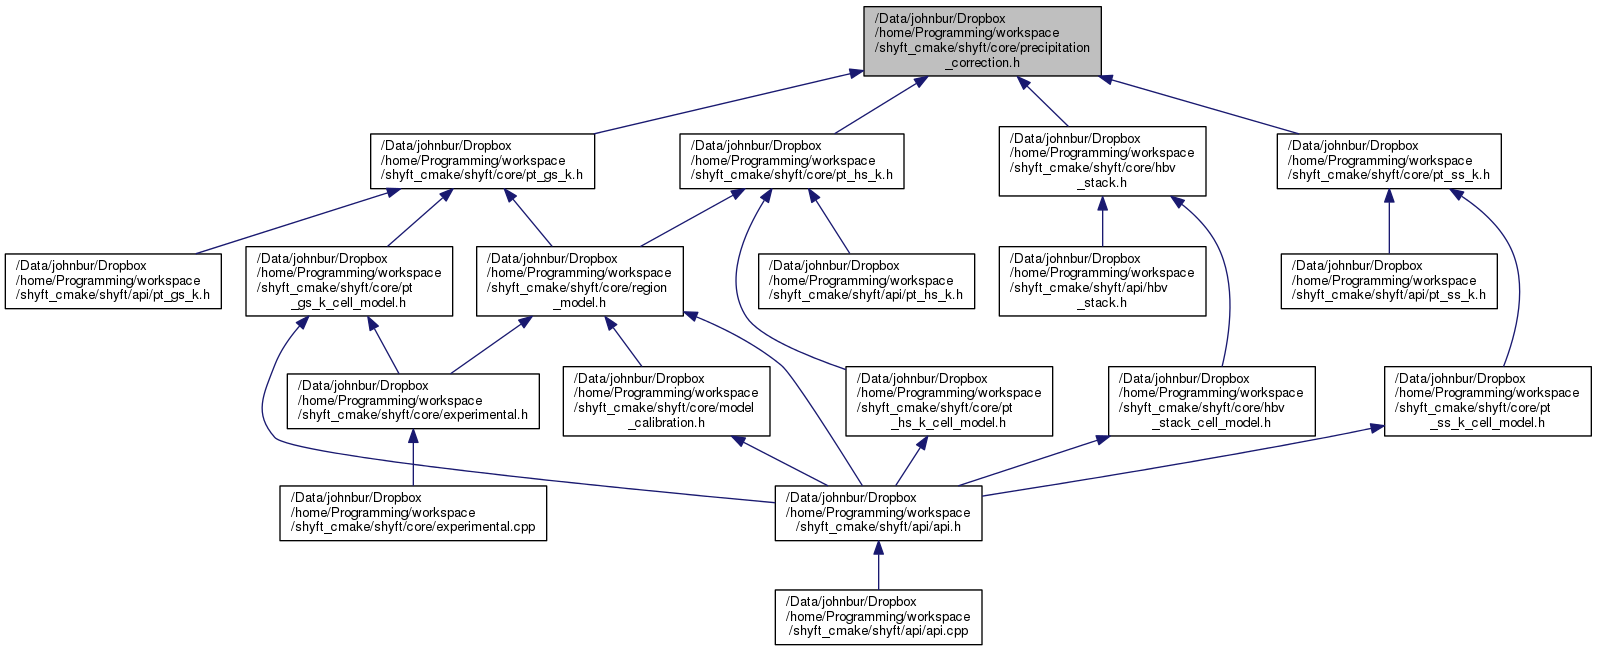 /Data/johnbur/Dropbox
/home/Programming/workspace
/shyft_cmake/shyft/core/precipitation
_correction.h
/Data/johnbur/Dropbox
/home/Programming/workspace
/shyft_cmake/shyft/core/pt_gs_k.h
/Data/johnbur/Dropbox
/home/Programming/workspace
/shyft_cmake/shyft/core/pt_hs_k.h
/Data/johnbur/Dropbox
/home/Programming/workspace
/shyft_cmake/shyft/core/hbv
_stack.h
/Data/johnbur/Dropbox
/home/Programming/workspace
/shyft_cmake/shyft/core/pt_ss_k.h
/Data/johnbur/Dropbox
/home/Programming/workspace
/shyft_cmake/shyft/api/pt_gs_k.h
/Data/johnbur/Dropbox
/home/Programming/workspace
/shyft_cmake/shyft/core/pt
_gs_k_cell_model.h
/Data/johnbur/Dropbox
/home/Programming/workspace
/shyft_cmake/shyft/core/region
_model.h
/Data/johnbur/Dropbox
/home/Programming/workspace
/shyft_cmake/shyft/api/pt_hs_k.h
/Data/johnbur/Dropbox
/home/Programming/workspace
/shyft_cmake/shyft/api/hbv
_stack.h
/Data/johnbur/Dropbox
/home/Programming/workspace
/shyft_cmake/shyft/api/pt_ss_k.h
/Data/johnbur/Dropbox
/home/Programming/workspace
/shyft_cmake/shyft/core/experimental.h
/Data/johnbur/Dropbox
/home/Programming/workspace
/shyft_cmake/shyft/core/model
_calibration.h
/Data/johnbur/Dropbox
/home/Programming/workspace
/shyft_cmake/shyft/core/pt
_hs_k_cell_model.h
/Data/johnbur/Dropbox
/home/Programming/workspace
/shyft_cmake/shyft/core/hbv
_stack_cell_model.h
/Data/johnbur/Dropbox
/home/Programming/workspace
/shyft_cmake/shyft/core/pt
_ss_k_cell_model.h
/Data/johnbur/Dropbox
/home/Programming/workspace
/shyft_cmake/shyft/core/experimental.cpp
/Data/johnbur/Dropbox
/home/Programming/workspace
/shyft_cmake/shyft/api/api.h
/Data/johnbur/Dropbox
/home/Programming/workspace
/shyft_cmake/shyft/api/api.cpp